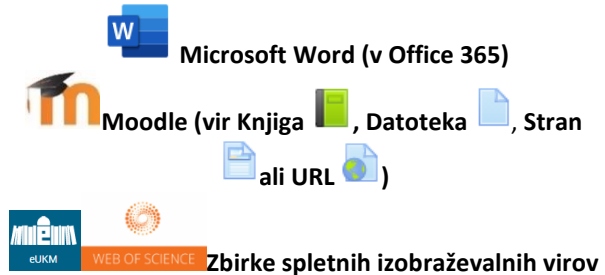 W
Microsoft Word (v Office 365)
Moodle (vir Knjiga , Datoteka , Stran
ali URL )
eUKM
WEB OF SCIENCE
Zbirke spletnih izobraževalnih virov